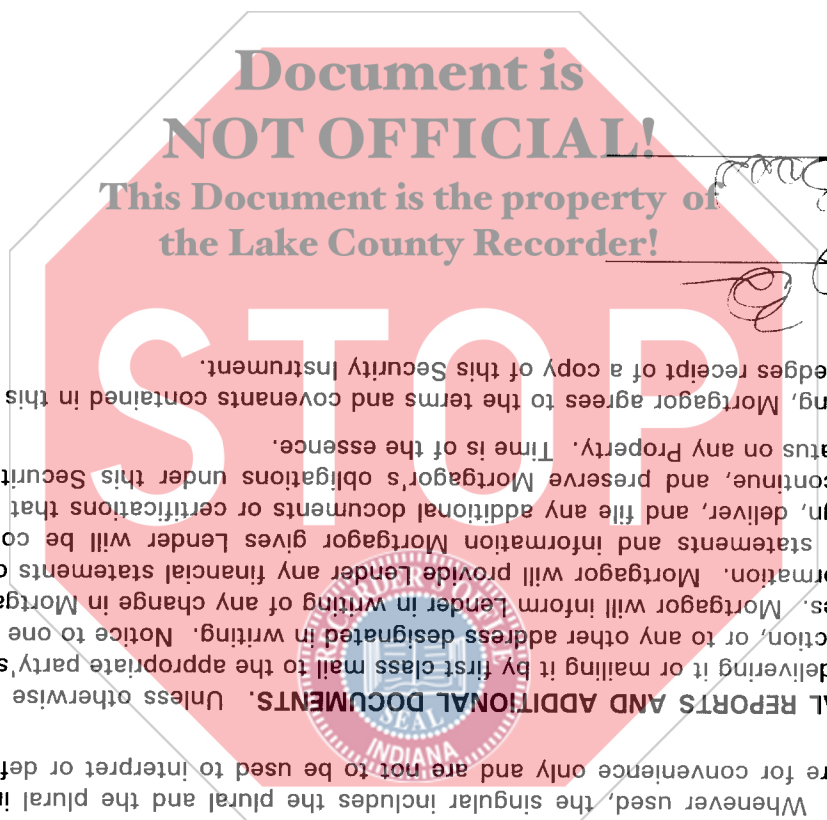 Document is
NOT OFFICIAL!
This Document is the property of
the Lake County Recorder!
STOP
RECORDER'S OFFICE
SEAL
INDIANA
Whenever used, the singular includes the plural and the plural
re for convenience only and are not to be used to interpret or def
L REPORTS AND ADDITIONAL DOCUMENTS. Unless otherwise
delivering it or mailing it by first class mail to the appropriate party's
ction, or to any other address designated in writing. Notice to one
es. Mortgagor will inform Lender in writing of any change in Mortgag
ormation. Mortgagor will provide Lender any financial statements
statements and information Mortgagor gives Lender will be co
gn, deliver, and file any additional documents or certifications that
continue, and preserve Mortgagor's obligations under this Securit
atus on any Property. Time is of the essence.
ng, Mortgagor agrees to the terms and covenants contained in this
edges receipt of a copy of this Security Instrument.